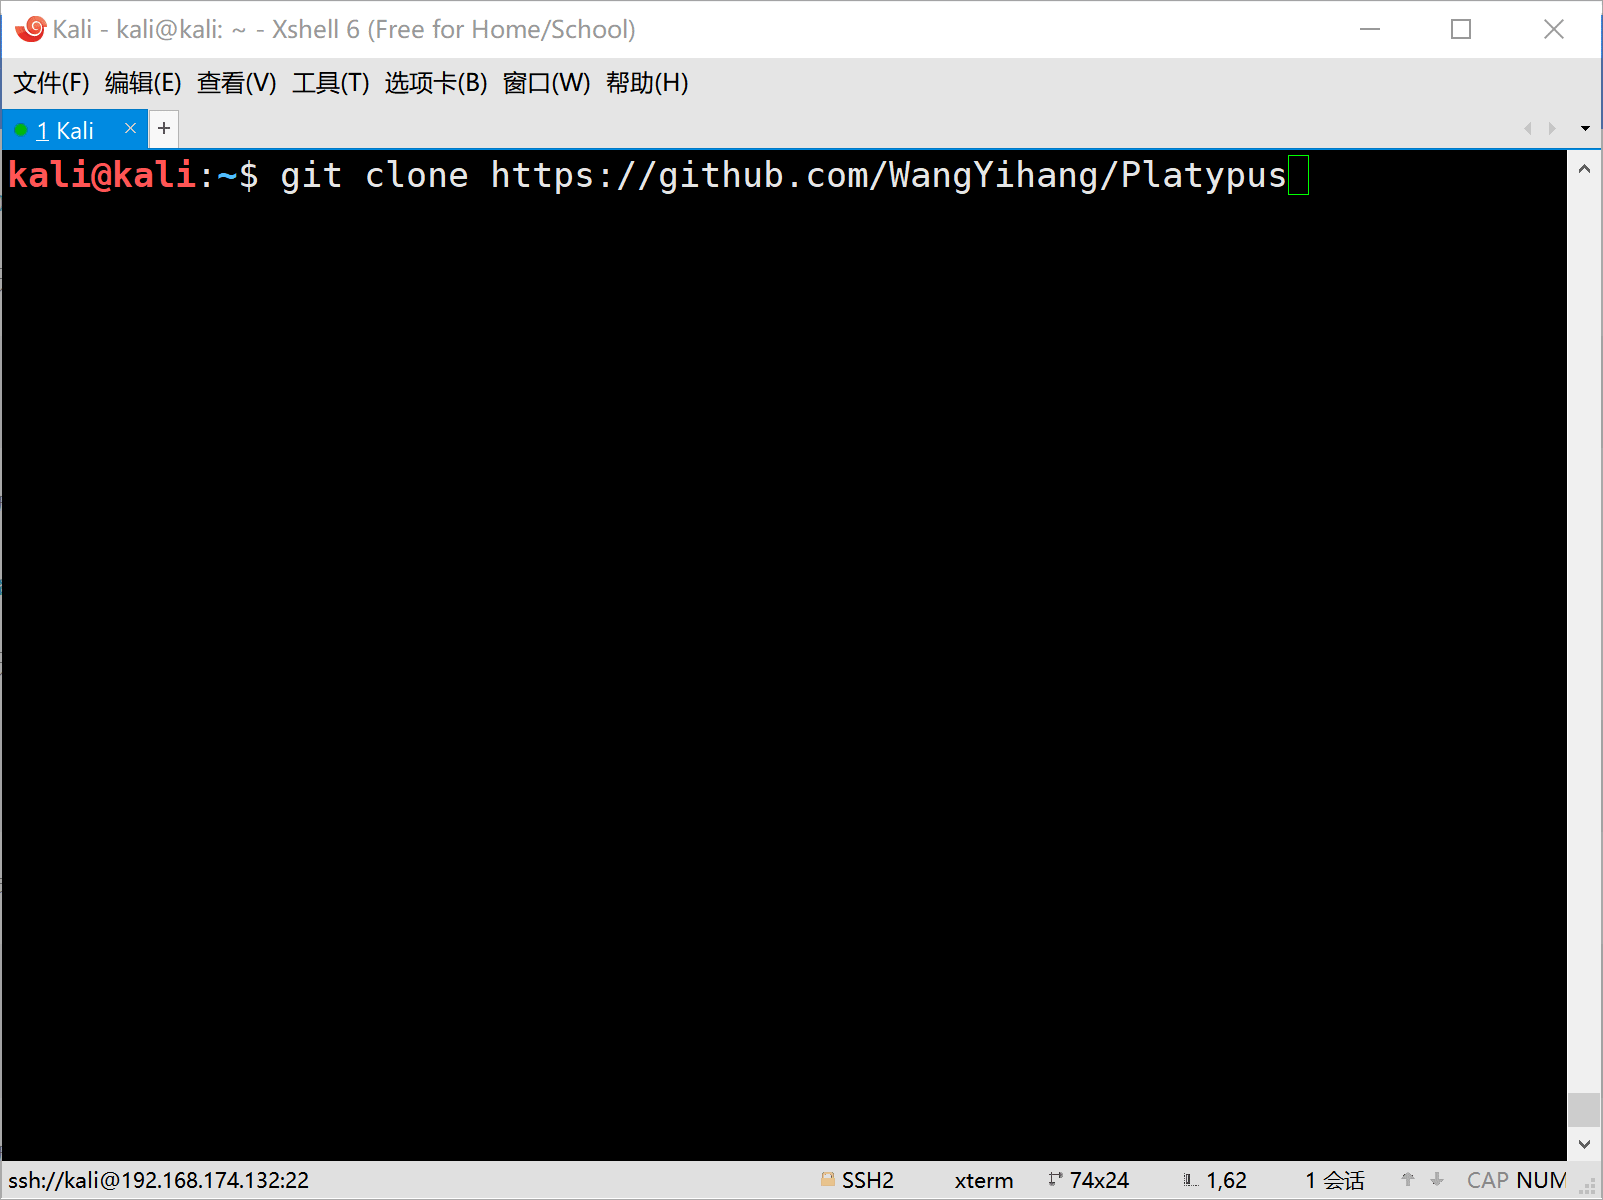 Kali - kali@kali: ~ - Xshell 6 (Free for Home/School)
文件(F) 编辑(E) 查看(V) 工具(T) 选项卡(B) 窗口(W) 帮助(H)
1 Kali × +
kali@kali:~$ git clone https://github.com/WangYihang/Platypus
ssh://kali@192.168.174.132:22 SSH2 xterm 74x24 1,62 1 会话 CAP NUM